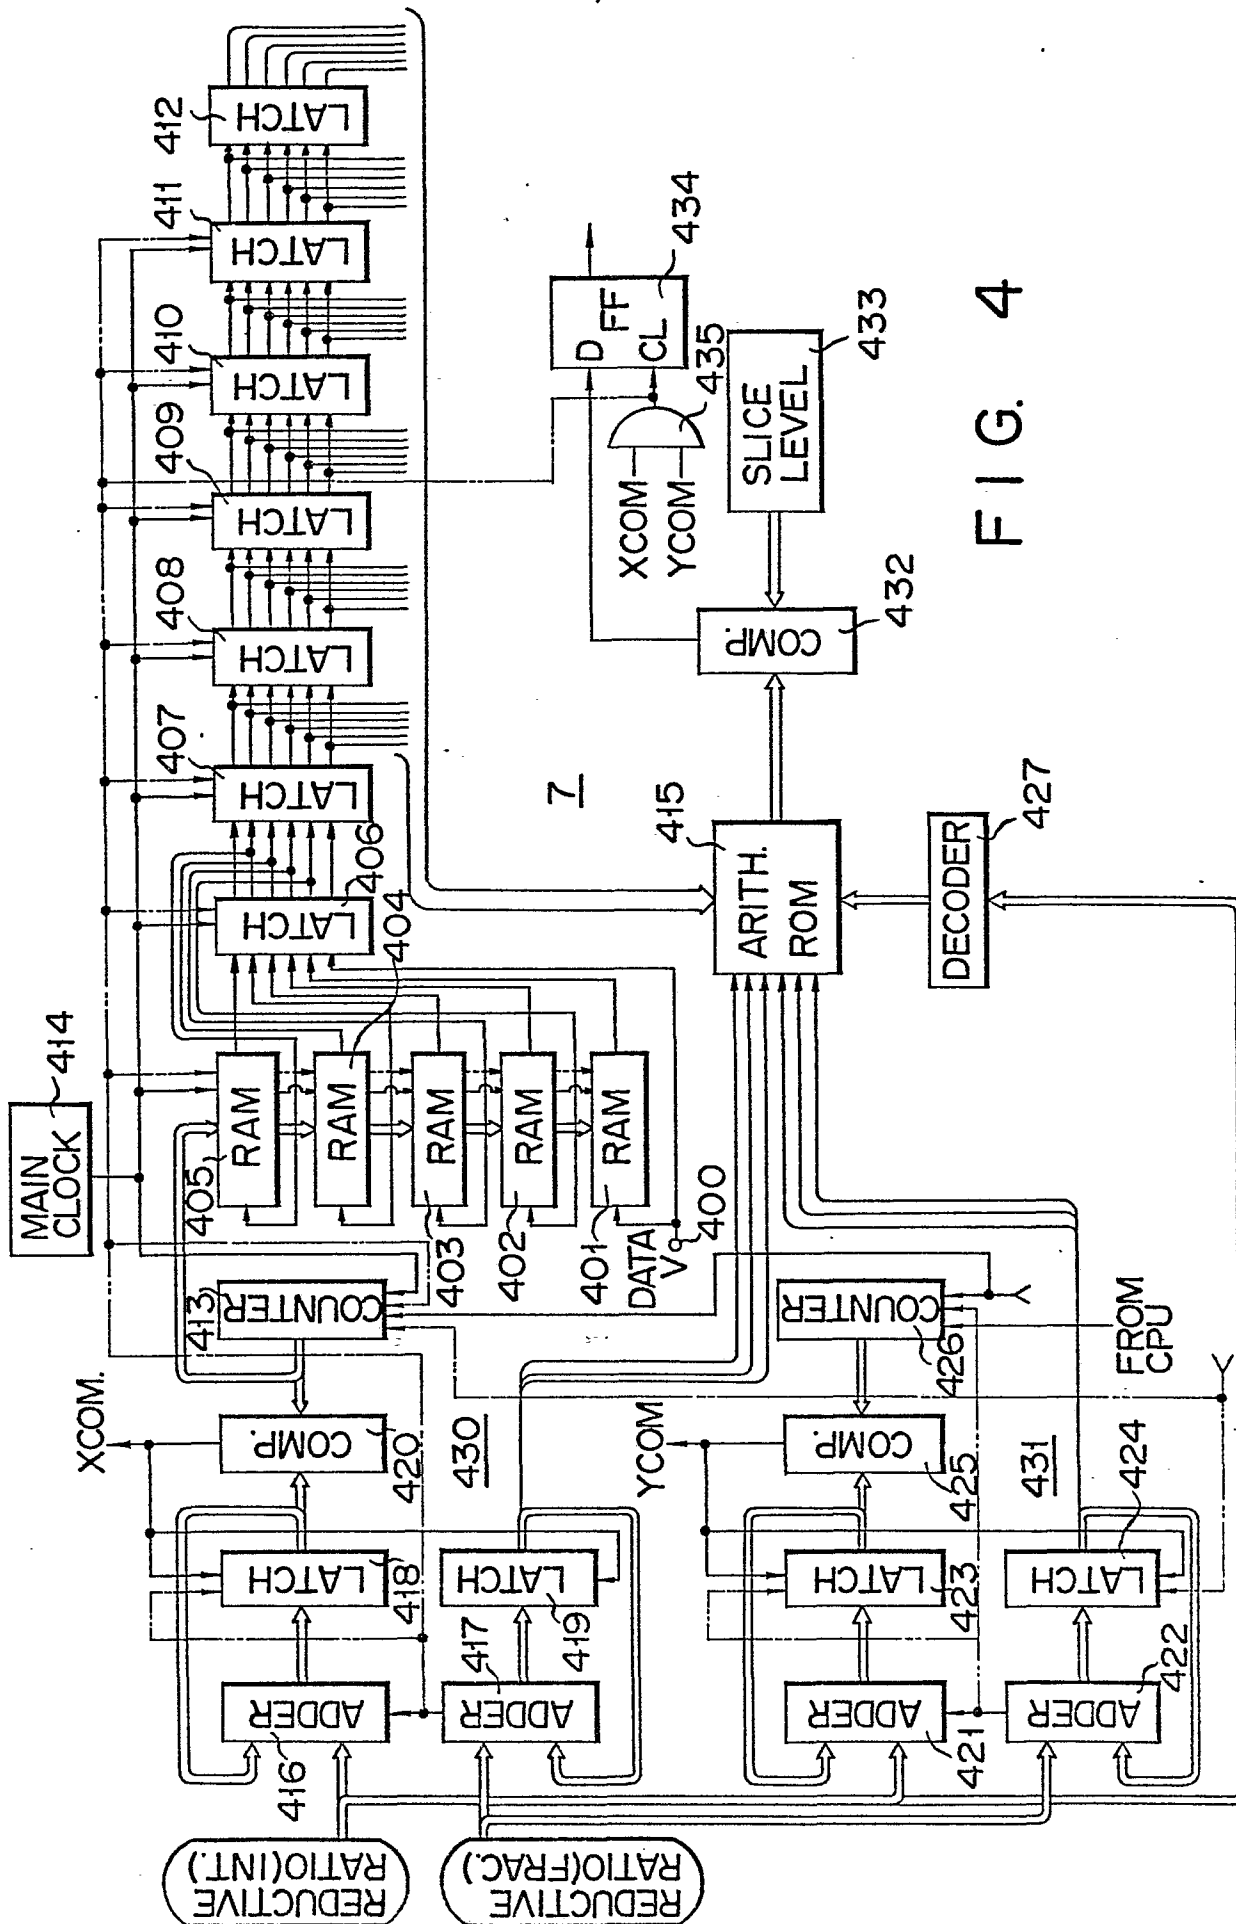 MAIN
CLOCK
414
412
LATCH
411
LATCH
410
LATCH
409
LATCH
408
LATCH
407
LATCH
406
LATCH
404
405
RAM
RAM
RAM
403
RAM
402
RAM
401
DATA
V
400
413
COUNTER
XCOM.
COMP.
420
430
LATCH
418
LATCH
419
ADDER
416
ADDER
417
REDUCTIVE
RATIO(INT.)
REDUCTIVE
RATIO(FRAC.)
YCOM
COUNTER
426
FROM
CPU
COMP.
425
431
LATCH
423
LATCH
424
ADDER
421
ADDER
422
7
415
ARITH.
ROM
DECODER
427
COMP.
432
SLICE
LEVEL
433
XCOM
YCOM
435
D
FF
CL
434
FIG. 4